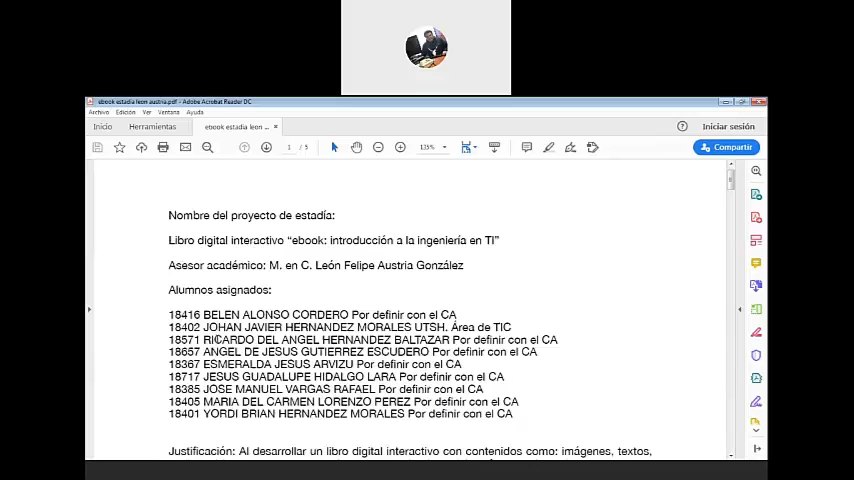 ebook estadia leon austria.pdf - Adobe Acrobat Reader DC
Archivo Edición Ver Ventana Ayuda
Inicio Herramientas ebook estadia leon ... × Iniciar sesión
1 / 5 125% Compartir
Nombre del proyecto de estadía:
Libro digital interactivo “ebook: introducción a la ingeniería en TI”
Asesor académico: M. en C. León Felipe Austria González
Alumnos asignados:
18416 BELEN ALONSO CORDERO Por definir con el CA
18402 JOHAN JAVIER HERNANDEZ MORALES UTSH. Área de TIC
18571 RICARDO DEL ANGEL HERNANDEZ BALTAZAR Por definir con el CA
18657 ANGEL DE JESUS GUTIERREZ ESCUDERO Por definir con el CA
18367 ESMERALDA JESUS ARVIZU Por definir con el CA
18717 JESUS GUADALUPE HIDALGO LARA Por definir con el CA
18385 JOSE MANUEL VARGAS RAFAEL Por definir con el CA
18405 MARIA DEL CARMEN LORENZO PEREZ Por definir con el CA
18401 YORDI BRIAN HERNANDEZ MORALES Por definir con el CA
Justificación: Al desarrollar un libro digital interactivo con contenidos como: imágenes, textos,